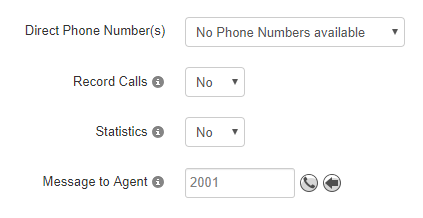 Direct Phone Number(s) No Phone Numbers available
Record Calls No
Statistics No
Message to Agent 2001